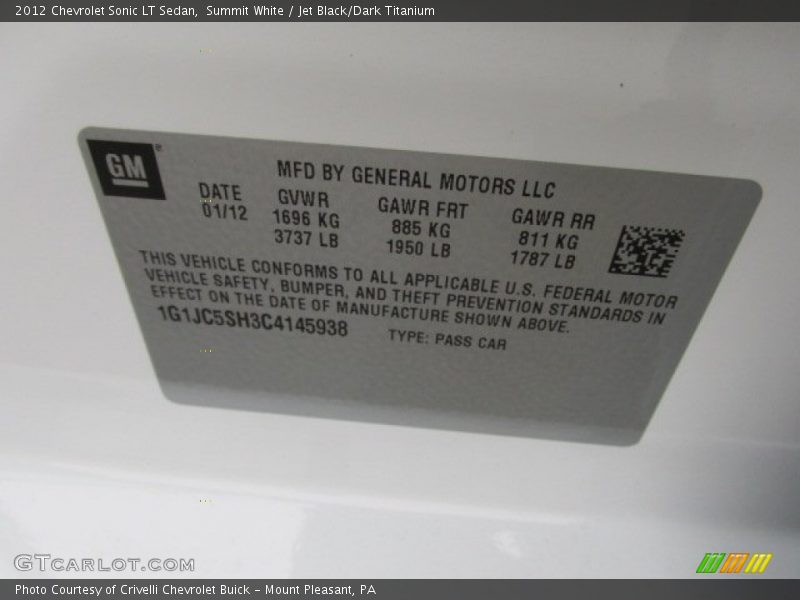 2012 Chevrolet Sonic LT Sedan, Summit White / Jet Black/Dark Titanium
GM®
MFD BY GENERAL MOTORS LLC
DATE GVWR GAWR FRT GAWR RR
01/12 1696 KG 885 KG 811 KG
3737 LB 1950 LB 1787 LB
THIS VEHICLE CONFORMS TO ALL APPLICABLE U.S. FEDERAL MOTOR
VEHICLE SAFETY, BUMPER, AND THEFT PREVENTION STANDARDS IN
EFFECT ON THE DATE OF MANUFACTURE SHOWN ABOVE.
1G1JC5SH3C4145938 TYPE: PASS CAR
GTCARLOT.COM
Photo Courtesy of Crivelli Chevrolet Buick – Mount Pleasant, PA